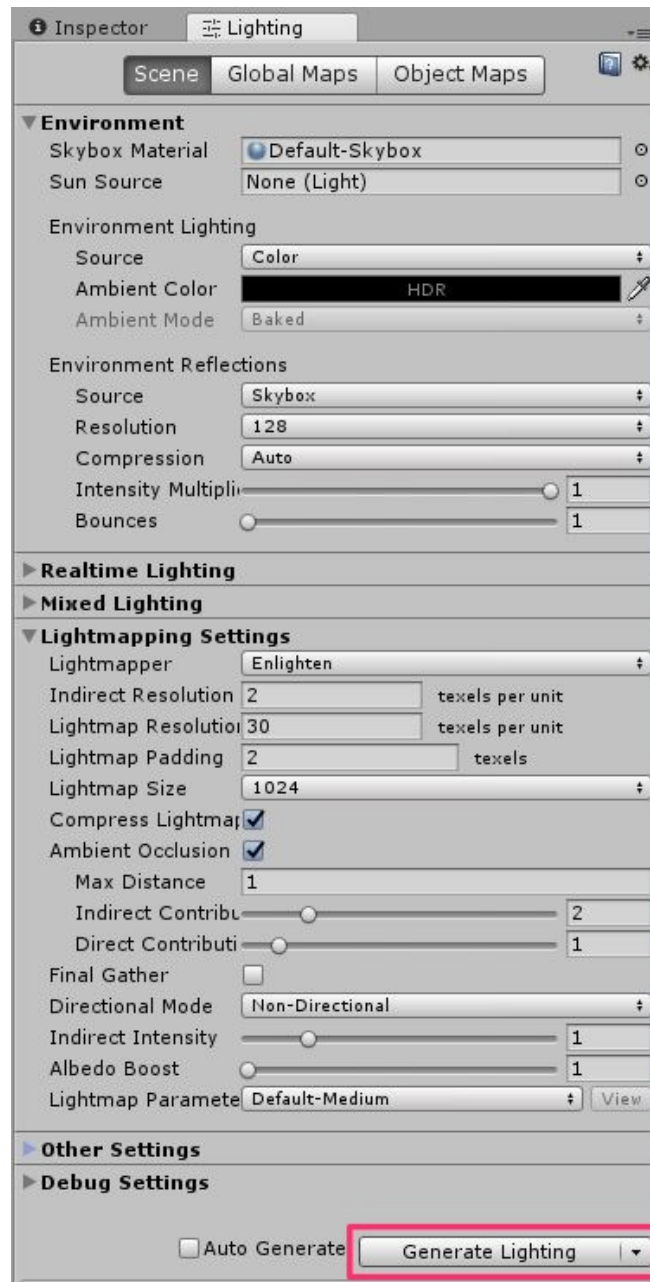 Inspector Lighting
Scene Global Maps Object Maps
Environment
Skybox Material Default-Skybox
Sun Source None (Light)
Environment Lighting
Source Color
Ambient Color HDR
Ambient Mode Baked
Environment Reflections
Source Skybox
Resolution 128
Compression Auto
Intensity Multipli 1
Bounces 1
Realtime Lighting
Mixed Lighting
Lightmapping Settings
Lightmapper Enlighten
Indirect Resolution 2 texels per unit
Lightmap Resolution 30 texels per unit
Lightmap Padding 2 texels
Lightmap Size 1024
Compress Lightmap
Ambient Occlusion
Max Distance 1
Indirect Contribu 2
Direct Contributi 1
Final Gather
Directional Mode Non-Directional
Indirect Intensity 1
Albedo Boost 1
Lightmap Paramete Default-Medium View
Other Settings
Debug Settings
Auto Generate Generate Lighting